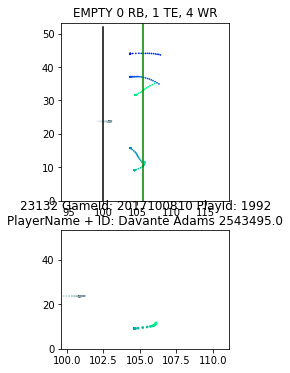 EMPTY 0 RB, 1 TE, 4 WR
50
40
30
20
10
0
95 100 105 110 115
23132 GameId: 2017100810 PlayId: 1992
PlayerName + ID: Davante Adams 2543495.0
40
20
0
100.0 102.5 105.0 107.5 110.0